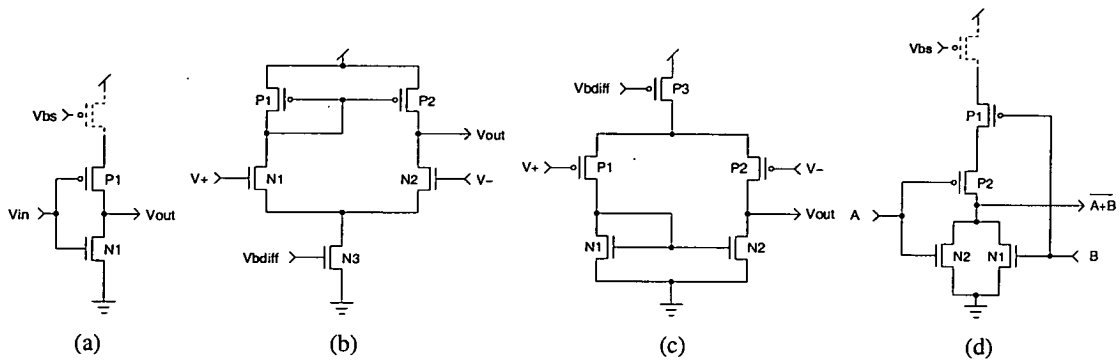 Vbs
Vin
P1
N1
Vout
(a)
P1
P2
Vout
V+
N1
N2
V-
Vbdiff
N3
(b)
Vbdiff
P3
V+
P1
P2
V-
Vout
N1
N2
(c)
Vbs
P1
P2
A
A+B
N2
N1
B
(d)